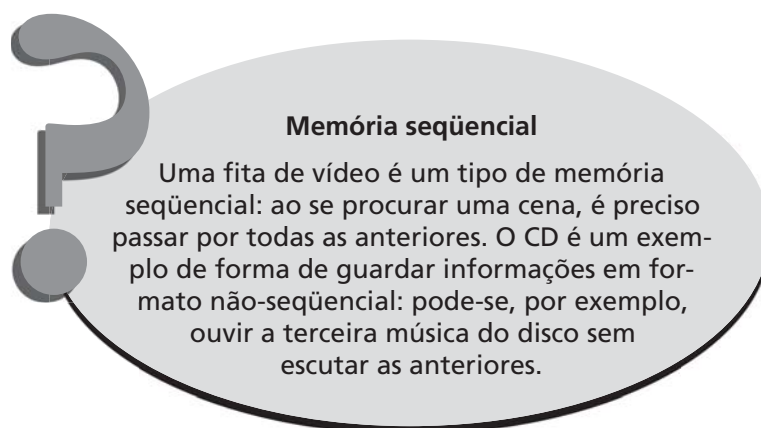 Memória seqüencial
Uma fita de vídeo é um tipo de memória
seqüencial: ao se procurar uma cena, é preciso
passar por todas as anteriores. O CD é um exem-
plo de forma de guardar informações em for-
mato não-seqüencial: pode-se, por exemplo,
ouvir a terceira música do disco sem
escutar as anteriores.